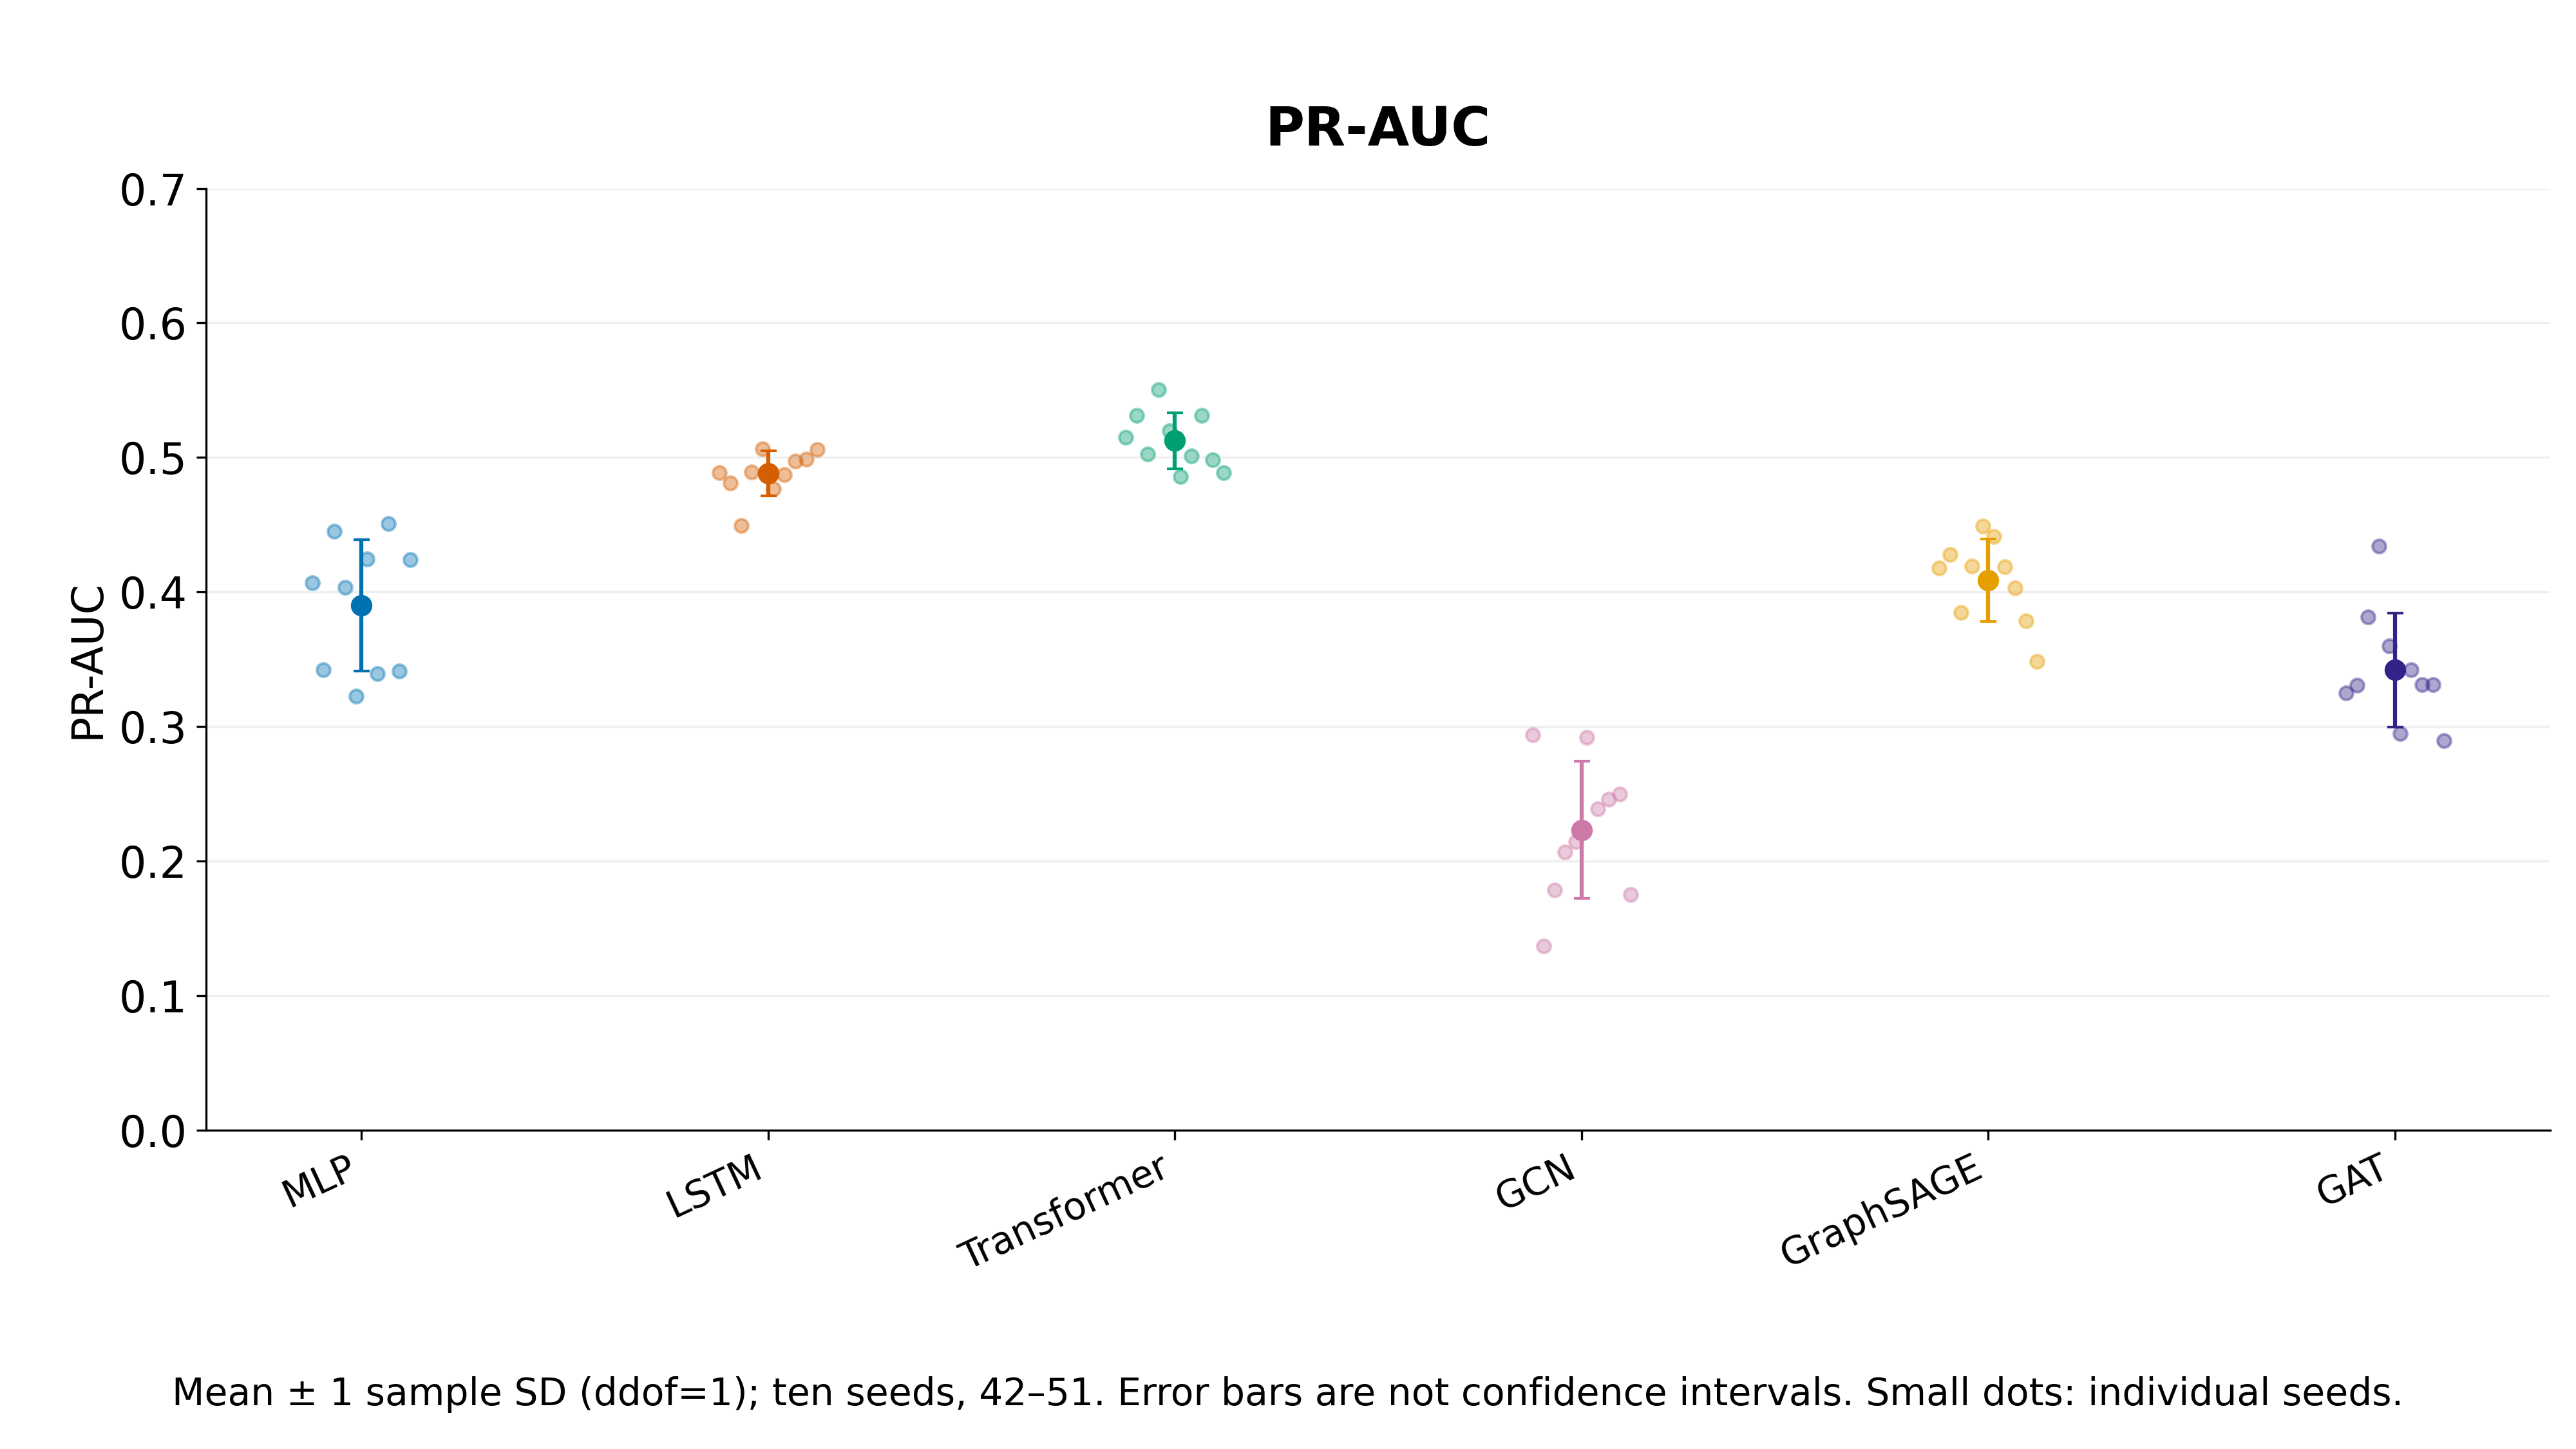 PR-AUC
PR-AUC
0.7
0.6
0.5
0.4
0.3
0.2
0.1
0.0
MLP
LSTM
Transformer
GCN
GraphSAGE
GAT
Mean ± 1 sample SD (ddof=1); ten seeds, 42–51. Error bars are not confidence intervals. Small dots: individual seeds.